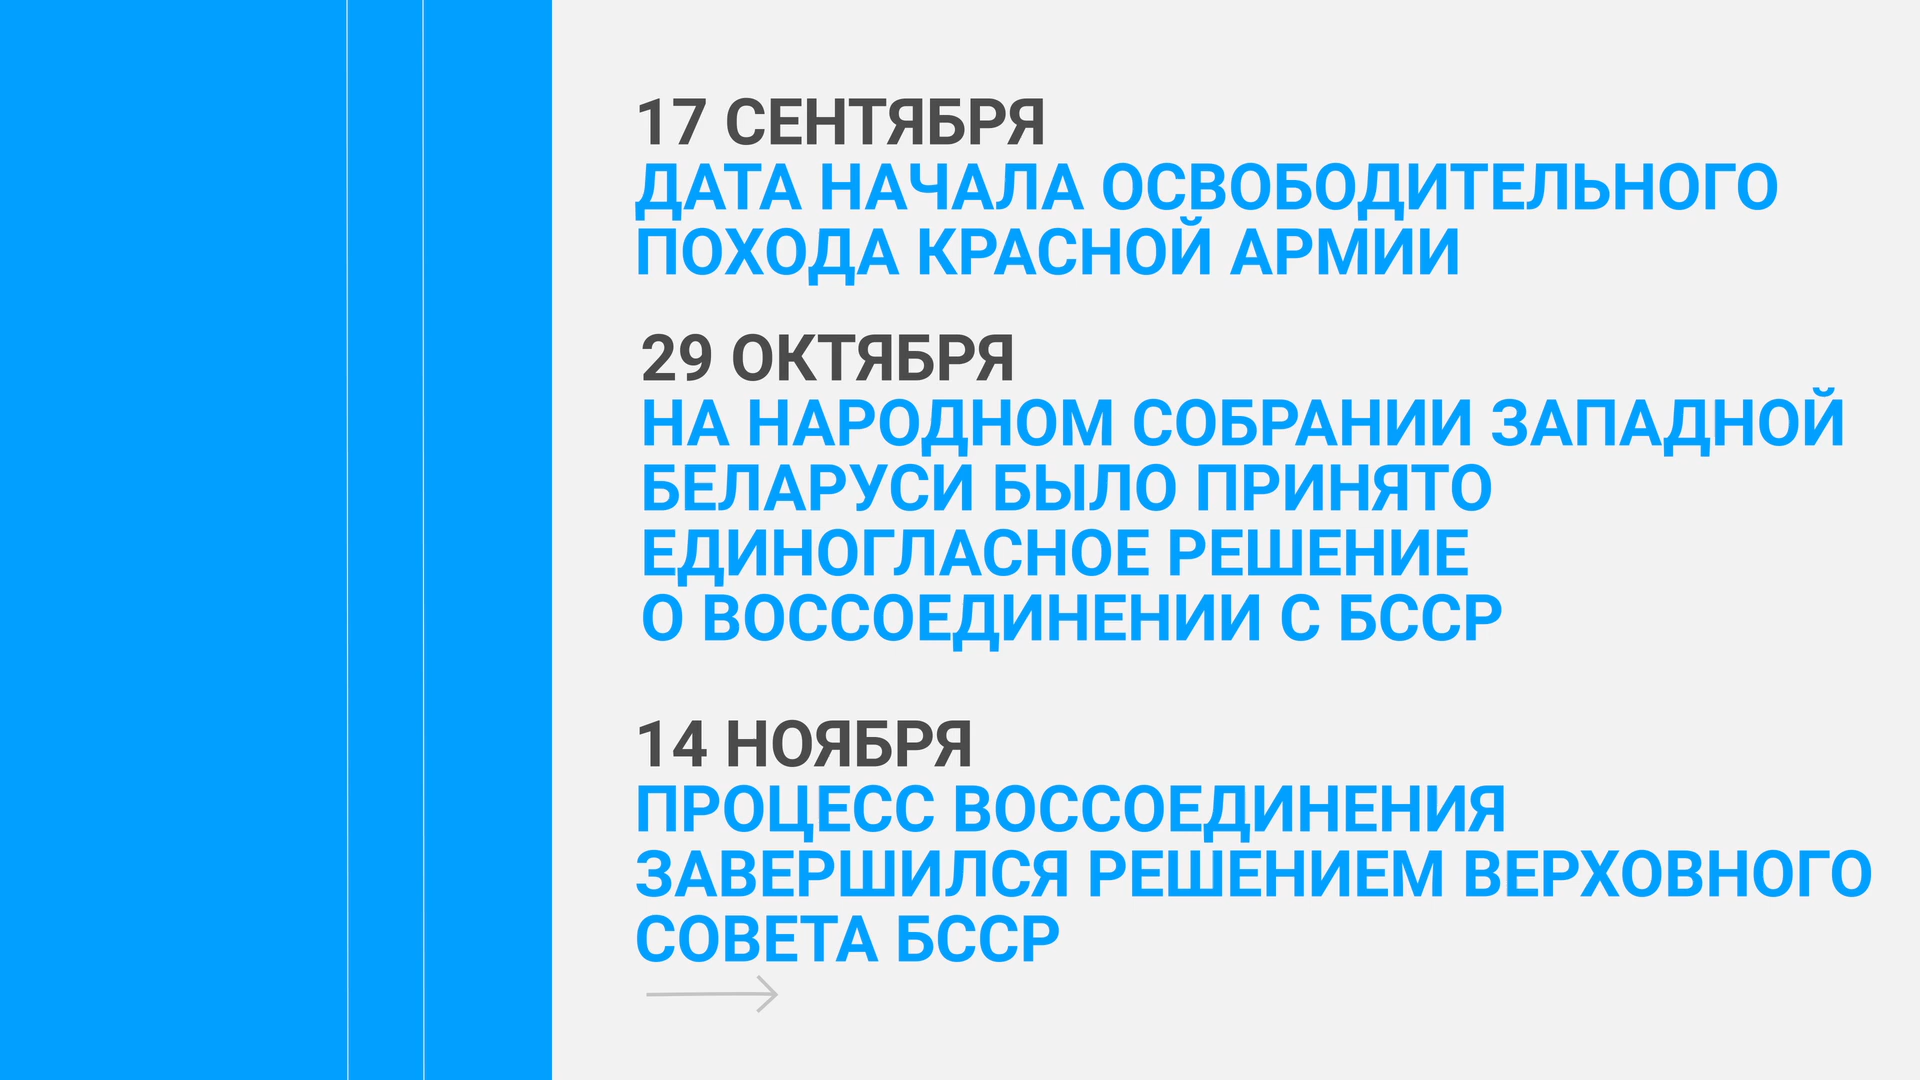 17 СЕНТЯБРЯ
ДАТА НАЧАЛА ОСВОБОДИТЕЛЬНОГО
ПОХОДА КРАСНОЙ АРМИИ
29 ОКТЯБРЯ
НА НАРОДНОМ СОБРАНИИ ЗАПАДНОЙ
БЕЛАРУСИ БЫЛО ПРИНЯТО
ЕДИНОГЛАСНОЕ РЕШЕНИЕ
О ВОССОЕДИНЕНИИ С БССР
14 НОЯБРЯ
ПРОЦЕСС ВОССОЕДИНЕНИЯ
ЗАВЕРШИЛСЯ РЕШЕНИЕМ ВЕРХОВНОГО
СОВЕТА БССР